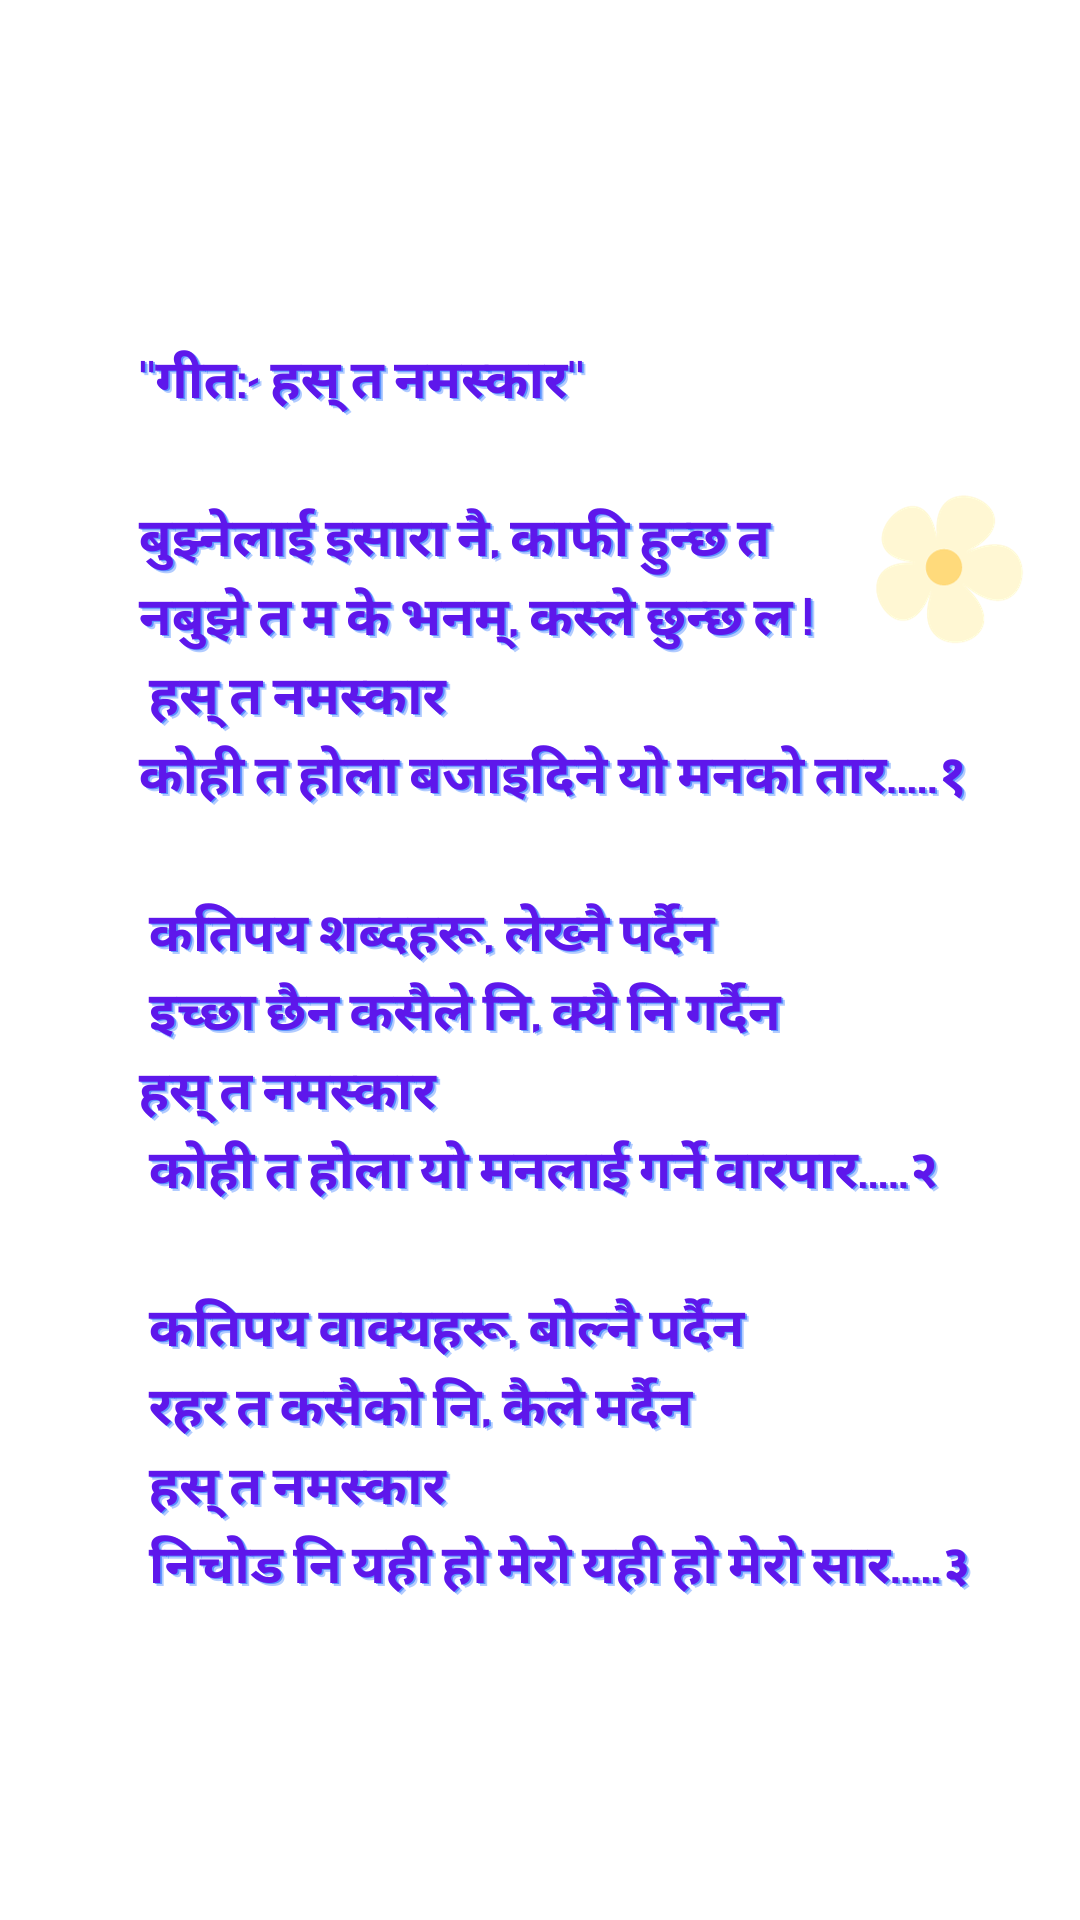 "गीतः- हस् त नमस्कार"
बुझ्नेलाई इसारा नै, काफी हुन्छ त
नबुझे त म के भनम्, कस्ले छुन्छ ल !
हस् त नमस्कार
कोही त होला बजाइदिने यो मनको तार.....१
कतिपय शब्दहरू, लेख्नै पर्दैन
इच्छा छैन कसैले नि, क्यै नि गर्दैन
हस् त नमस्कार
कोही त होला यो मनलाई गर्ने वारपार.....२
कतिपय वाक्यहरू, बोल्नै पर्दैन
रहर त कसैको नि, कैले मर्दैन
हस् त नमस्कार
निचोड नि यही हो मेरो यही हो मेरो सार.....३